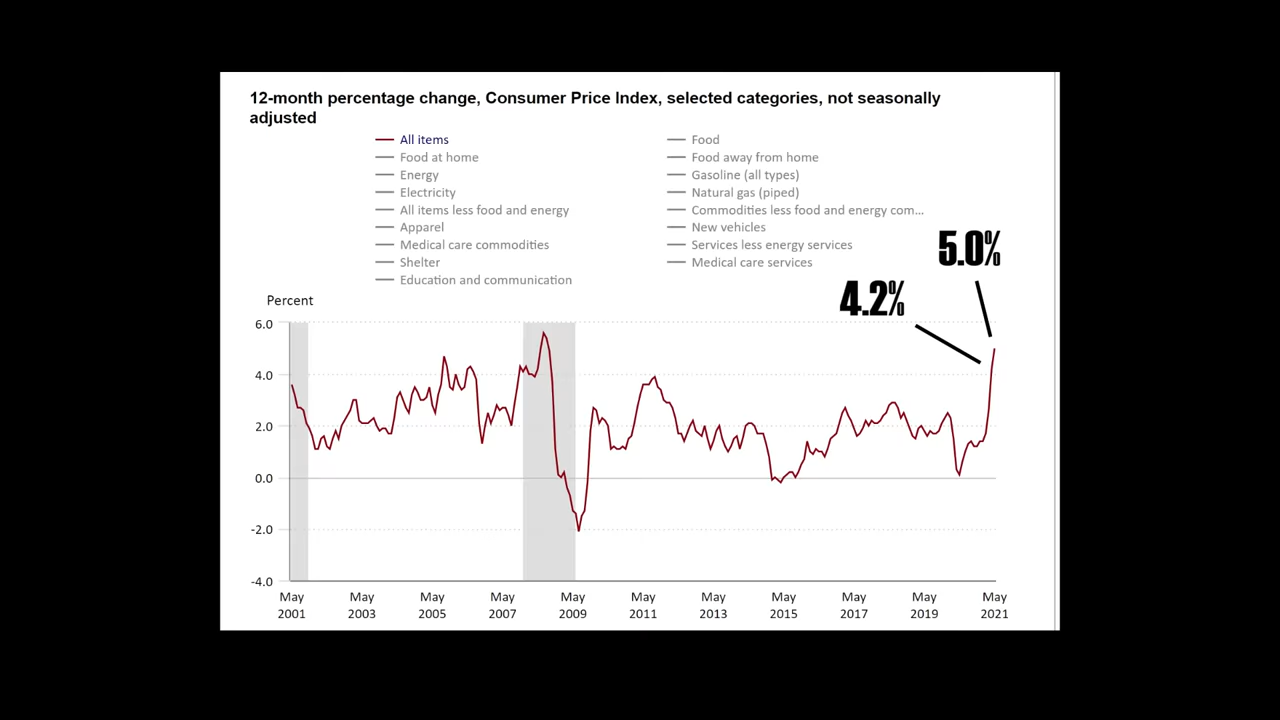 12-month percentage change, Consumer Price Index, selected categories, not seasonally
adjusted
All items
Food
Food at home
Food away from home
Energy
Gasoline (all types)
Electricity
Natural gas (piped)
All items less food and energy
Commodities less food and energy com...
Apparel
New vehicles
Medical care commodities
Services less energy services
Shelter
Medical care services
Education and communication
5.0%
4.2%
Percent
6.0
4.0
2.0
0.0
-2.0
-4.0
May May May May May May May May May May May
2001 2003 2005 2007 2009 2011 2013 2015 2017 2019 2021